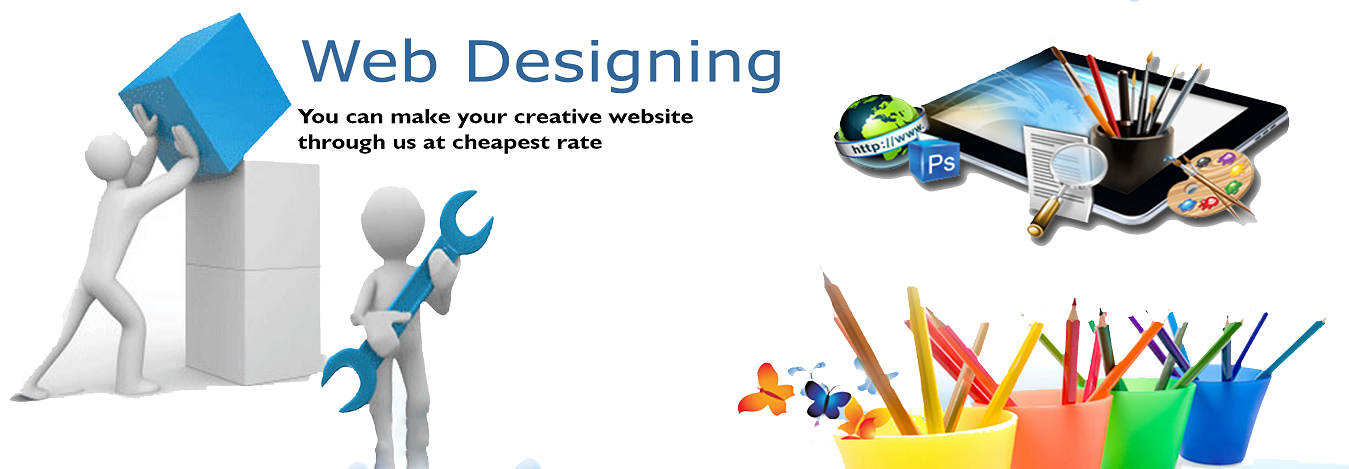 Web Designing
You can make your creative website
through us at cheapest rate
http://www.
Ps